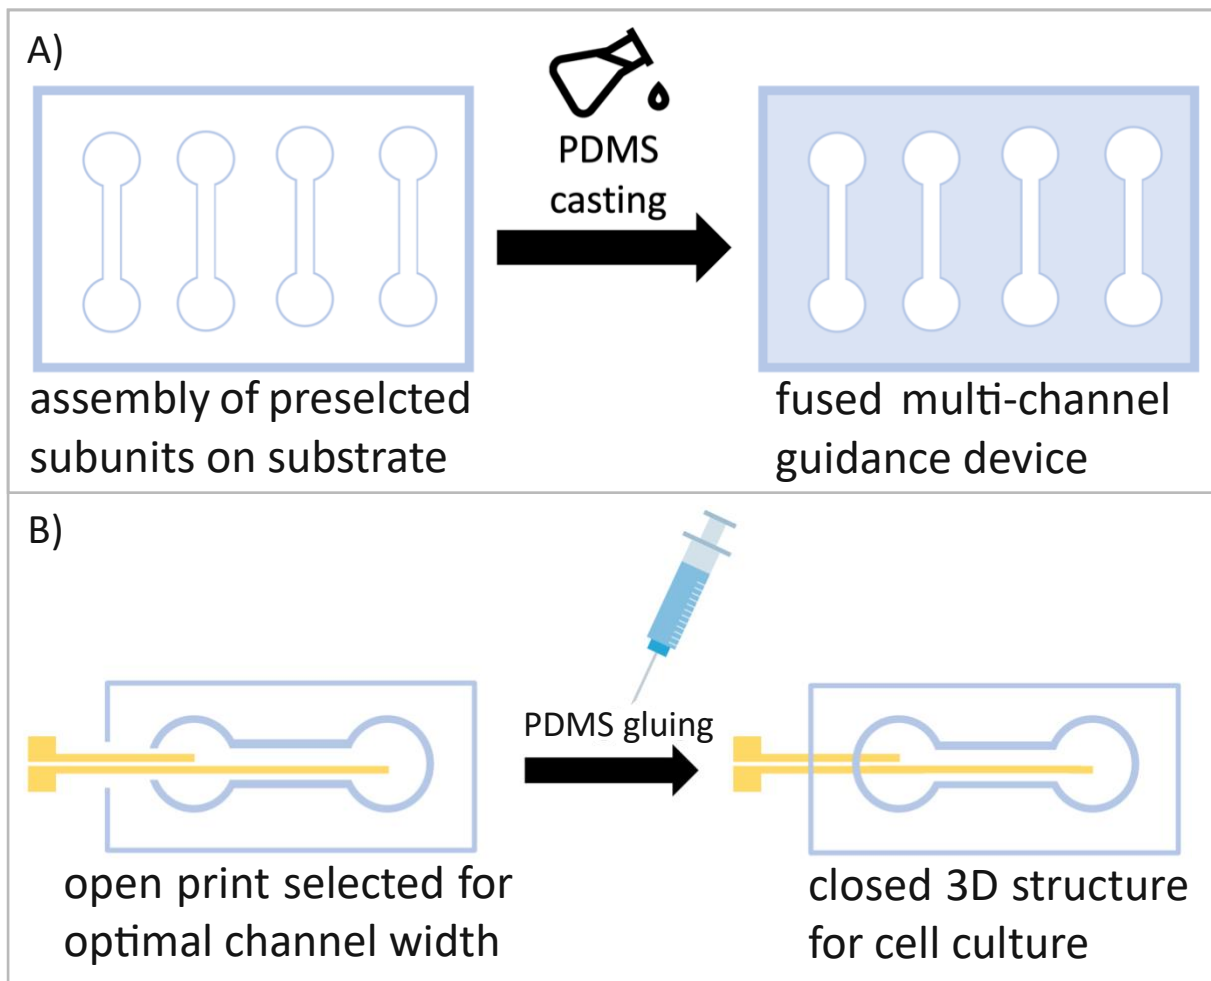 A)
PDMS
casting
assembly of preselcted
subunits on substrate
fused multi-channel
guidance device
B)
PDMS gluing
open print selected for
optimal channel width
closed 3D structure
for cell culture